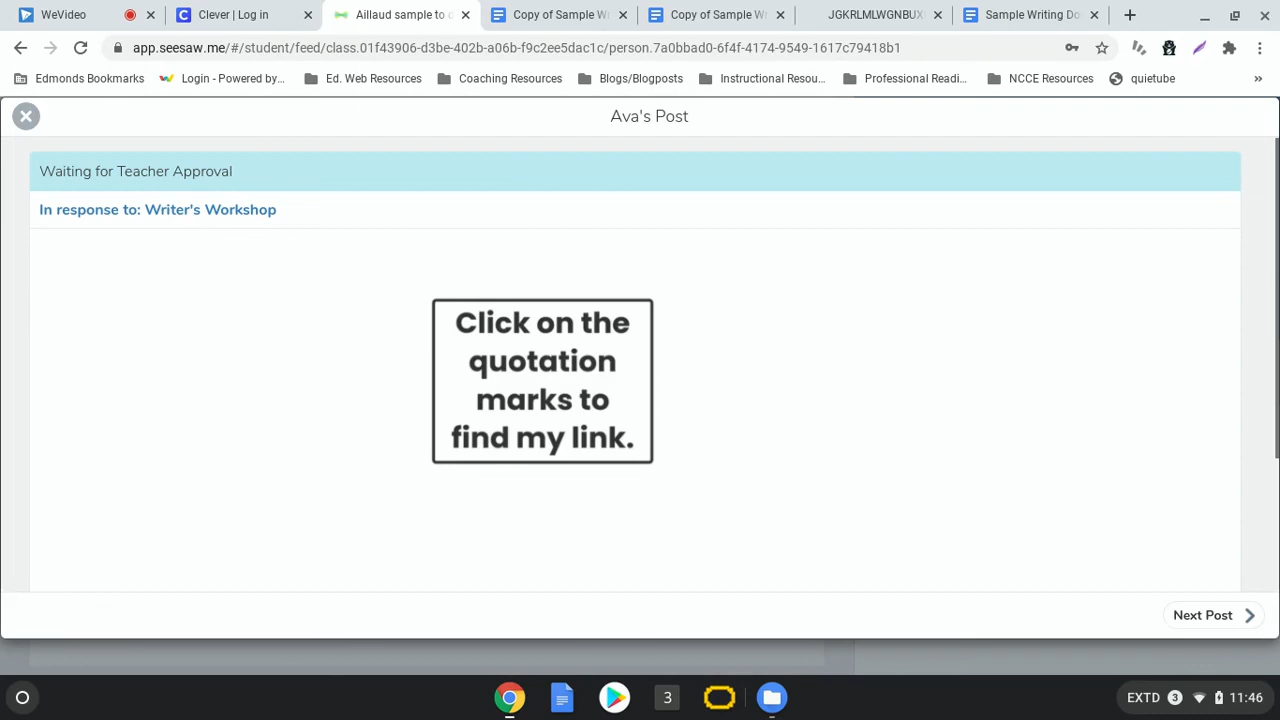 WeVideo
Clever | Log in
Aillaud sample to d
Copy of Sample Wr
Copy of Sample Wr
JGKRLMLWGNBUX
Sample Writing Do
app.seesaw.me/#/student/feed/class.01f43906-d3be-402b-a06b-f9c2ee5dac1c/person.7a0bbad0-6f4f-4174-9549-1617c79418b1
Edmonds Bookmarks
Login - Powered by...
Ed. Web Resources
Coaching Resources
Blogs/Blogposts
Instructional Resou...
Professional Readi...
NCCE Resources
quietube
»
Ava's Post
Waiting for Teacher Approval
In response to: Writer's Workshop
Click on the
quotation
marks to
find my link.
Next Post
3
EXTD 3 11:46